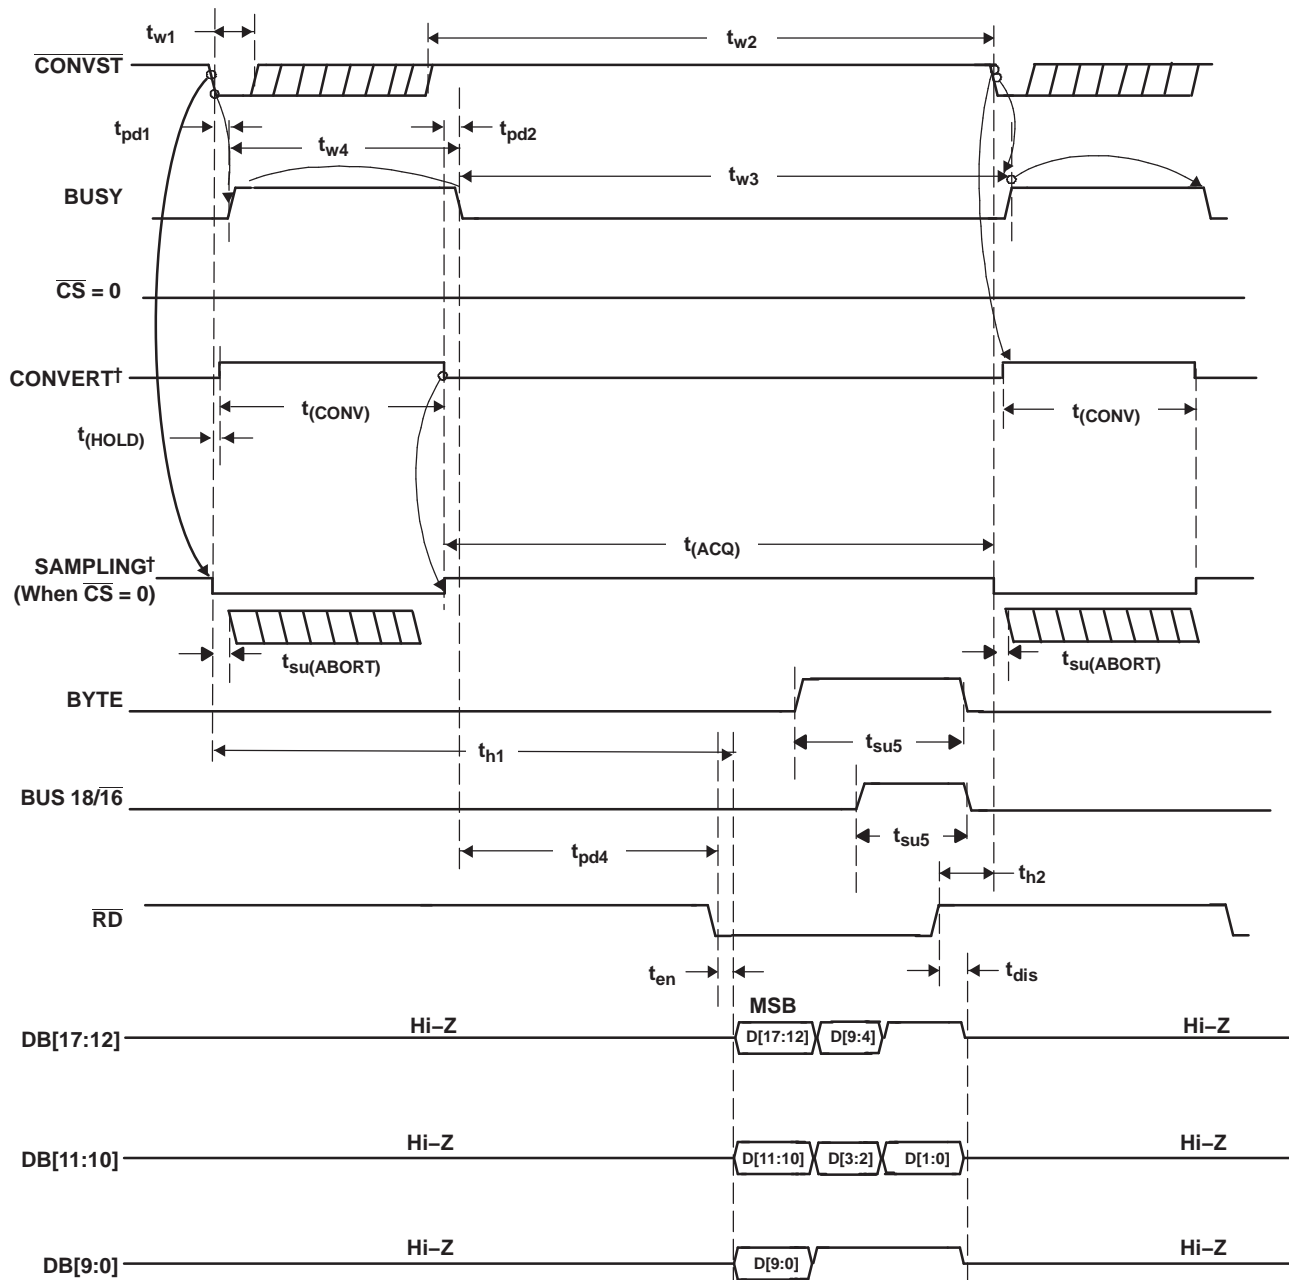 tw1
tw2
CONVST
tpd1
tw4
tpd2
tw3
BUSY
CS = 0
CONVERT†
t(CONV)
t(CONV)
t(HOLD)
t(ACQ)
SAMPLING†
(When CS = 0)
tsu(ABORT)
tsu(ABORT)
BYTE
th1
tsu5
BUS 18/16
tsu5
tpd4
th2
RD
ten
tdis
MSB
Hi–Z
Hi–Z
DB[17:12]
D[17:12]
D[9:4]
Hi–Z
Hi–Z
DB[11:10]
D[11:10]
D[3:2]
D[1:0]
Hi–Z
Hi–Z
DB[9:0]
D[9:0]